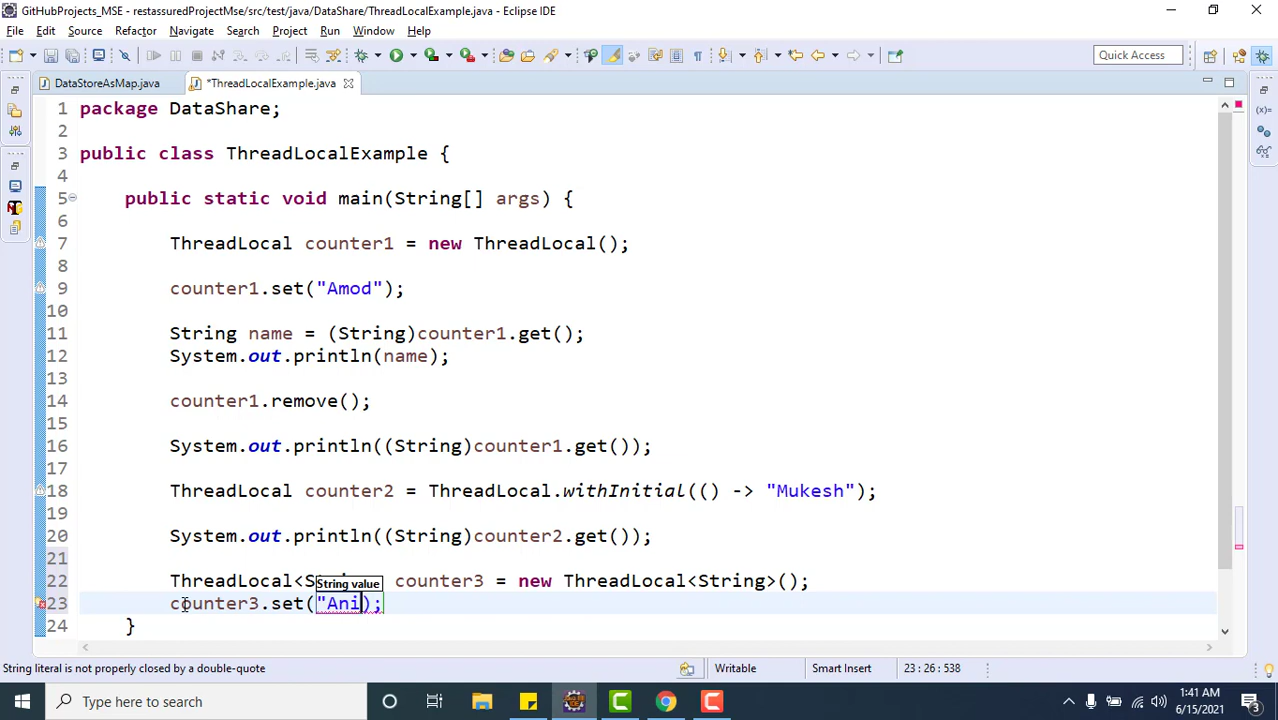 GitHubProjects_MSE - restassuredProjectMse/src/test/java/DataShare/ThreadLocalExample.java - Eclipse IDE
File Edit Source Refactor Navigate Search Project Run Window Help
Quick Access
DataStoreAsMap.java *ThreadLocalExample.java
1 package DataShare;
2
3 public class ThreadLocalExample {
4
5 public static void main(String[] args) {
6
7 ThreadLocal counter1 = new ThreadLocal();
8
9 counter1.set("Amod");
10
11 String name = (String)counter1.get();
12 System.out.println(name);
13
14 counter1.remove();
15
16 System.out.println((String)counter1.get());
17
18 ThreadLocal counter2 = ThreadLocal.withInitial(() -> "Mukesh");
19
20 System.out.println((String)counter2.get());
21
22 ThreadLocal<S counter3 = new ThreadLocal<String>();
String value
23 counter3.set("Ani);
24 }
String literal is not properly closed by a double-quote Writable Smart Insert 23 : 26 : 538
Type here to search
1:41 AM
6/15/2021
3